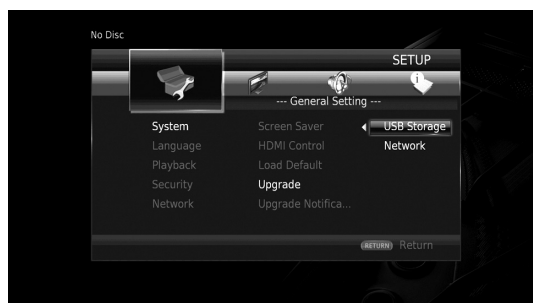 No Disc
SETUP
--- General Setting ---
System Screen Saver USB Storage
Language HDMI Control Network
Playback Load Default
Security Upgrade
Network Upgrade Notifica...
RETURN Return